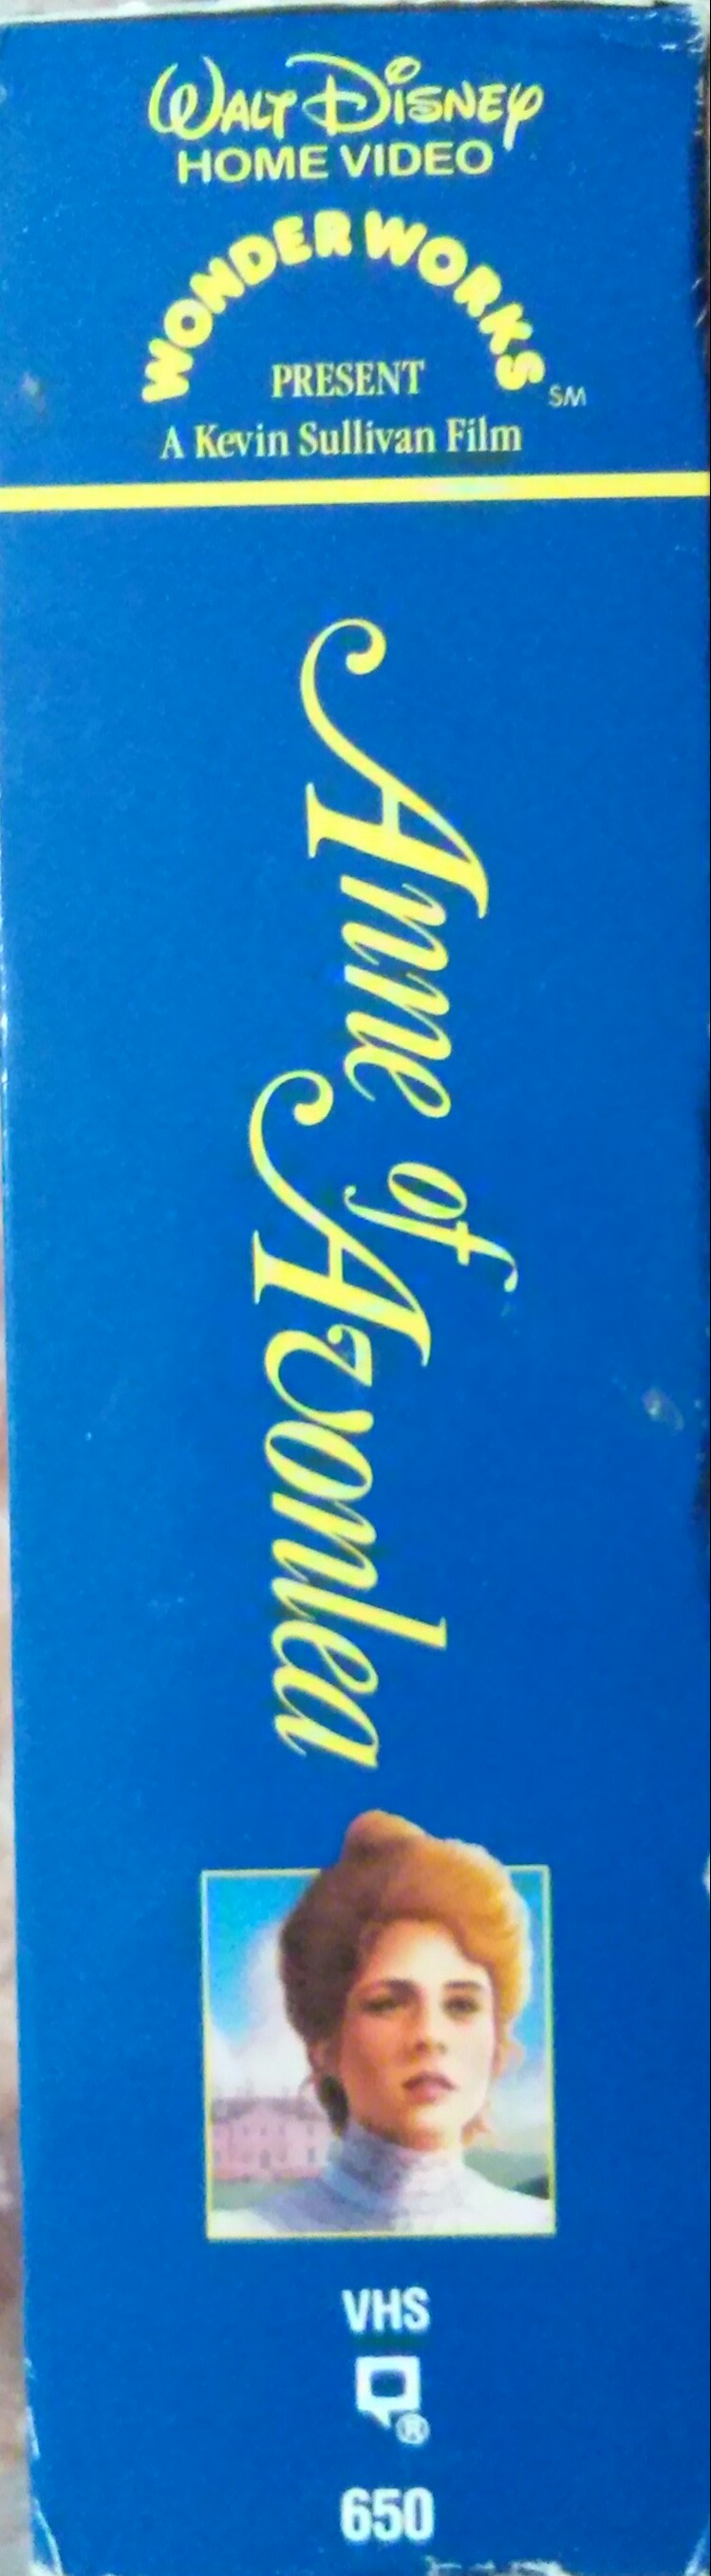 WALT DISNEY
HOME VIDEO
WONDERWORKS
SM
PRESENT
A Kevin Sullivan Film
Anne of
Avonlea
VHS
®
650